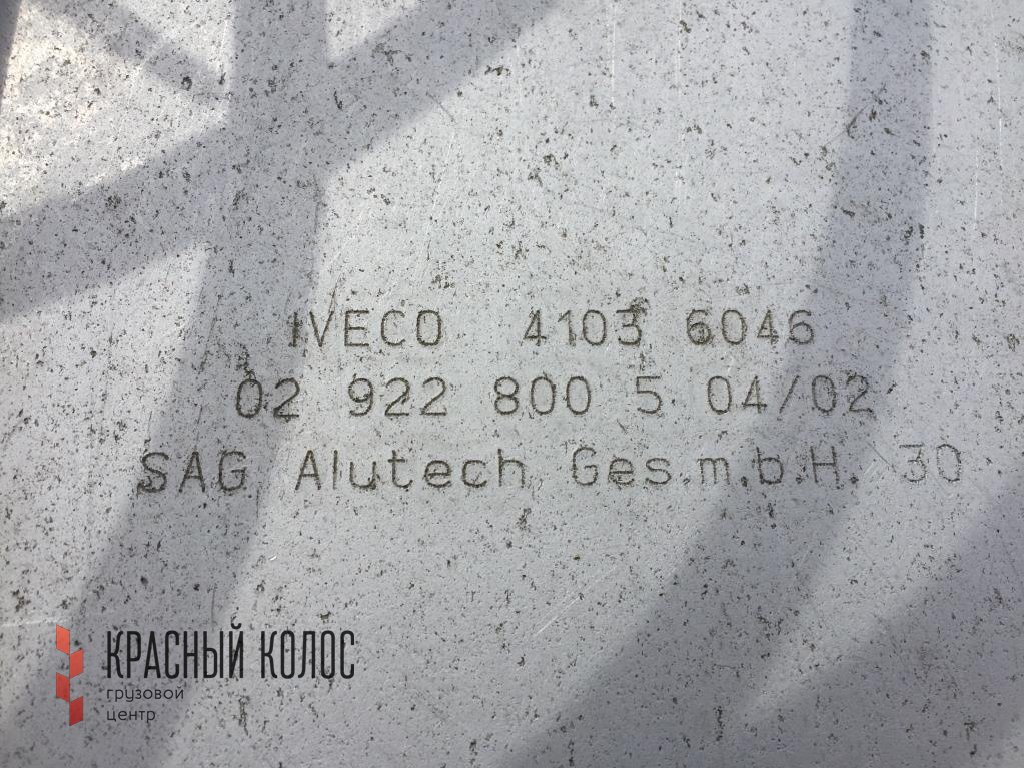 IVECO 4103 6046
02 922 800 5 04/02
SAG Alutech Ges.m.b.H. 30
КРАСНЫЙ КОЛОС
грузовой
центр